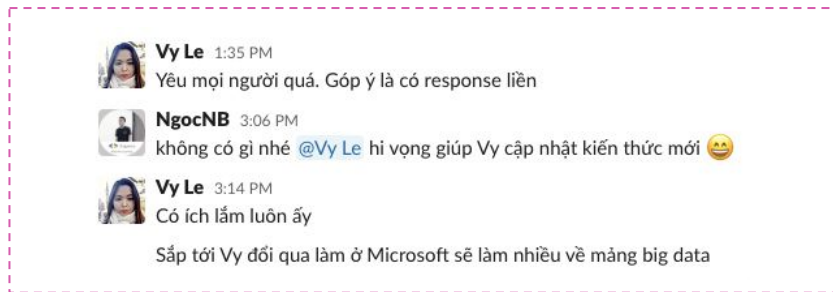 Vy Le 1:35 PM
Yêu mọi người quá. Góp ý là có response liền
NgocNB 3:06 PM
không có gì nhé @Vy Le hi vọng giúp Vy cập nhật kiến thức mới 😄
Vy Le 3:14 PM
Có ích lắm luôn ấy
Sắp tới Vy đổi qua làm ở Microsoft sẽ làm nhiều về mảng big data